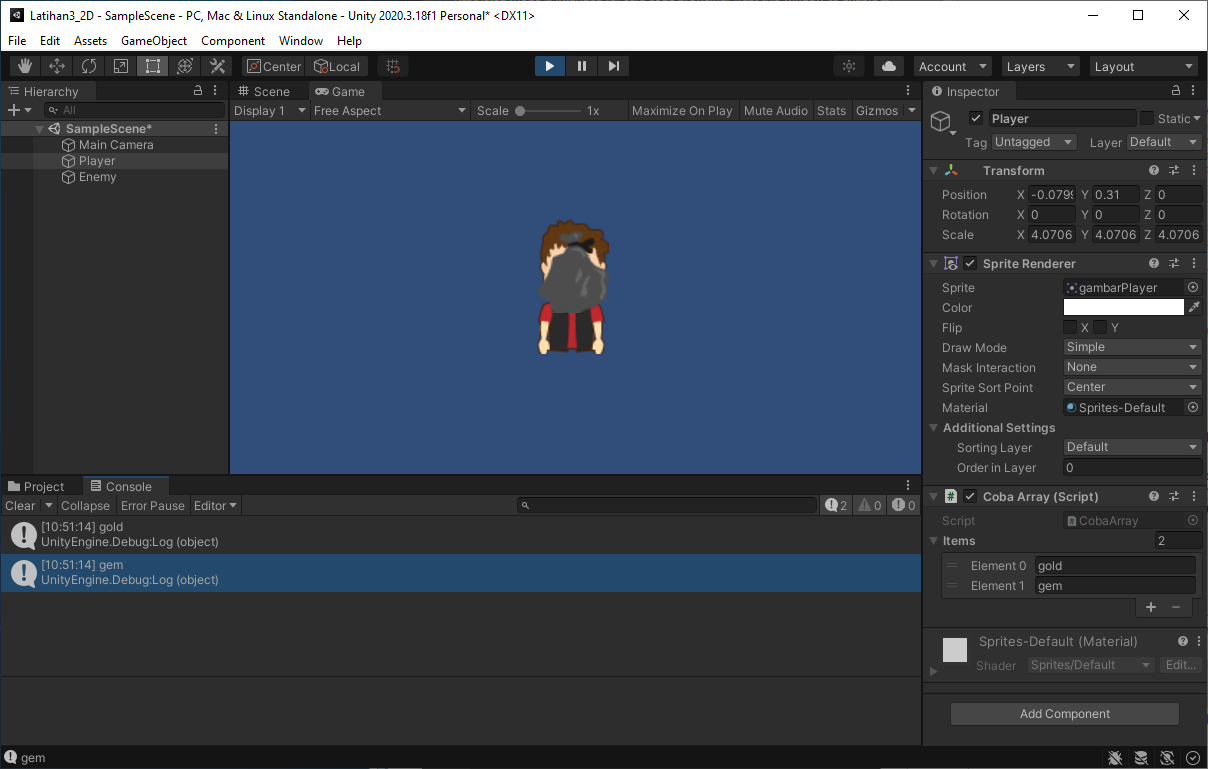 Latihan3_2D - SampleScene - PC, Mac & Linux Standalone - Unity 2020.3.18f1 Personal* <DX11>
File Edit Assets GameObject Component Window Help
Center Local Account Layers Layout
Hierarchy
All
SampleScene*
Main Camera
Player
Enemy
Scene Game
Display 1 Free Aspect Scale 1x Maximize On Play Mute Audio Stats Gizmos
Project Console
Clear Collapse Error Pause Editor 2 0 0
[10:51:14] gold
UnityEngine.Debug:Log (object)
[10:51:14] gem
UnityEngine.Debug:Log (object)
gem
Inspector
Player Static
Tag Untagged Layer Default
Transform
Position X -0.0799 Y 0.31 Z 0
Rotation X 0 Y 0 Z 0
Scale X 4.0706 Y 4.0706 Z 4.0706
Sprite Renderer
Sprite gambarPlayer
Color
Flip X Y
Draw Mode Simple
Mask Interaction None
Sprite Sort Point Center
Material Sprites-Default
Additional Settings
Sorting Layer Default
Order in Layer 0
# Coba Array (Script)
Script # CobaArray
Items 2
Element 0 gold
Element 1 gem
+ −
Sprites-Default (Material)
Shader Sprites/Default Edit...
Add Component